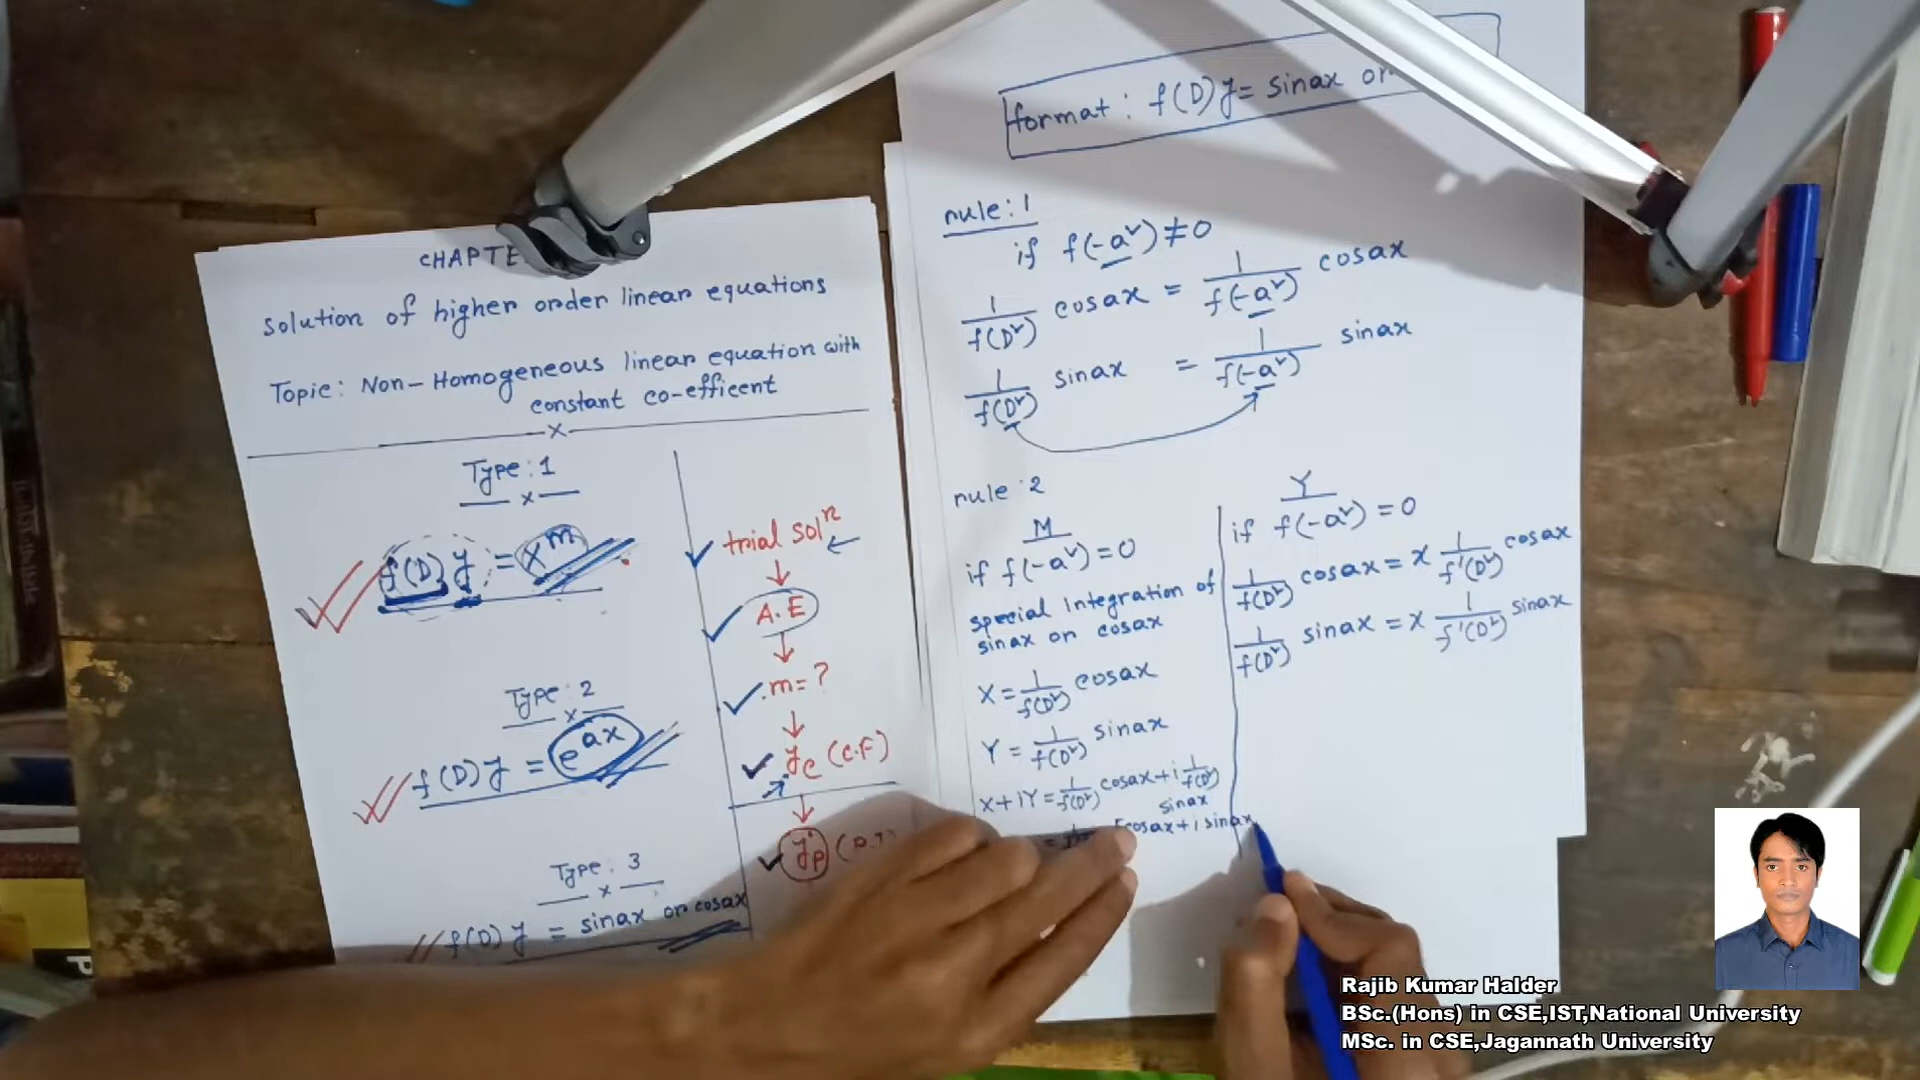 CHAPTE
Solution of higher order linear equations
Topic: Non-Homogeneous linear equation with
constant co-efficent
x
Type: 1
x
f(D) y = x^m
Type: 2
x
f(D) y = e^ax
Type: 3
x
f(D) y = sinax or cosax
trial sol^n
↓
A.E
↓
m= ?
↓
y_c (C.F)
↓
y_p
format: f(D) y = sinax or
rule: 1
if f(-a²) ≠ 0
1/f(D²) cosax = 1/f(-a²) cosax
1/f(D²) sinax = 1/f(-a²) sinax
rule: 2
M
if f(-a²) = 0
special integration of
sinax or cosax
X = 1/f(D²) cosax
Y = 1/f(D²) sinax
X+iY = 1/f(D²) cosax + i 1/f(D²)
sinax
[cosax + i sinax
Y
if f(-a²) = 0
1/f(D²) cosax = x 1/f'(D²) cosax
1/f(D²) sinax = x 1/f'(D²) sinax
Rajib Kumar Halder
BSc.(Hons) in CSE,IST,National University
MSc. in CSE,Jagannath University